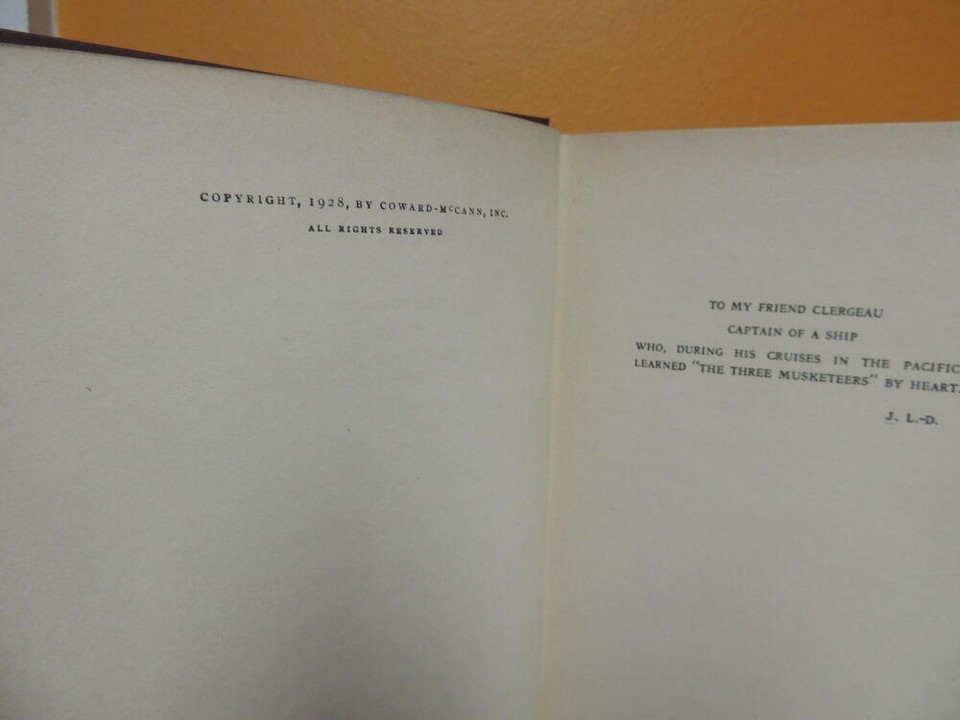 COPYRIGHT, 1928, BY COWARD-MCCANN, INC.
ALL RIGHTS RESERVED
TO MY FRIEND CLERGEAU
CAPTAIN OF A SHIP
WHO, DURING HIS CRUISES IN THE PACIFIC
LEARNED "THE THREE MUSKETEERS" BY HEART.
J. L.-D.